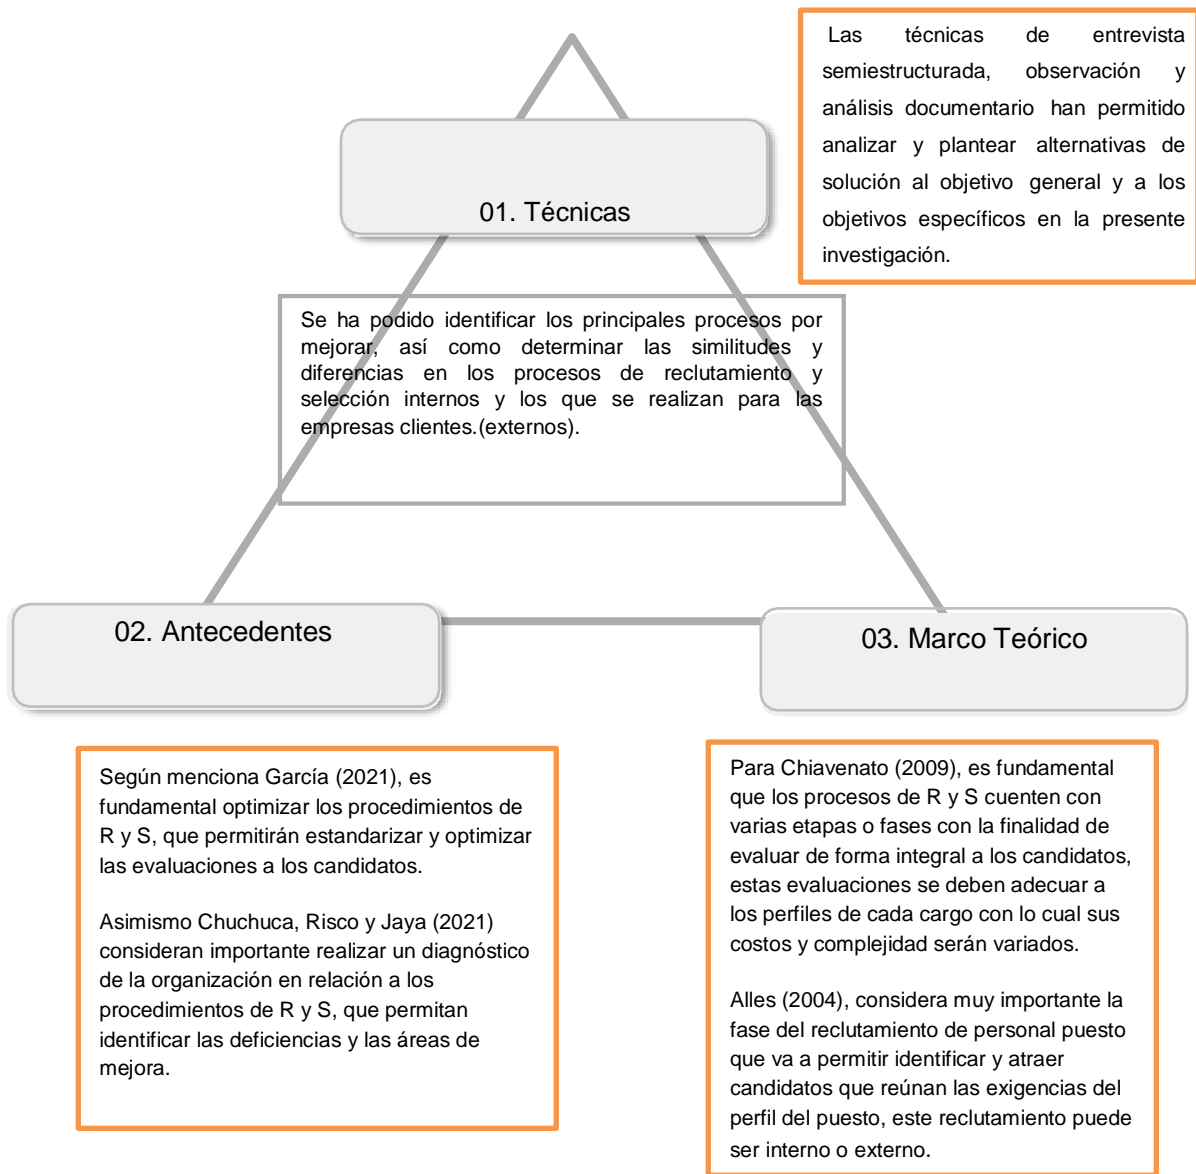 Las técnicas de entrevista
semiestructurada, observación y
análisis documentario han permitido
analizar y plantear alternativas de
solución al objetivo general y a los
objetivos específicos en la presente
investigación.
01. Técnicas
Se ha podido identificar los principales procesos por
mejorar, así como determinar las similitudes y
diferencias en los procesos de reclutamiento y
selección internos y los que se realizan para las
empresas clientes.(externos).
02. Antecedentes
03. Marco Teórico
Según menciona García (2021), es
fundamental optimizar los procedimientos de
R y S, que permitirán estandarizar y optimizar
las evaluaciones a los candidatos.
Asimismo Chuchuca, Risco y Jaya (2021)
consideran importante realizar un diagnóstico
de la organización en relación a los
procedimientos de R y S, que permitan
identificar las deficiencias y las áreas de
mejora.
Para Chiavenato (2009), es fundamental
que los procesos de R y S cuenten con
varias etapas o fases con la finalidad de
evaluar de forma integral a los candidatos,
estas evaluaciones se deben adecuar a
los perfiles de cada cargo con lo cual sus
costos y complejidad serán variados.
Alles (2004), considera muy importante la
fase del reclutamiento de personal puesto
que va a permitir identificar y atraer
candidatos que reúnan las exigencias del
perfil del puesto, este reclutamiento puede
ser interno o externo.